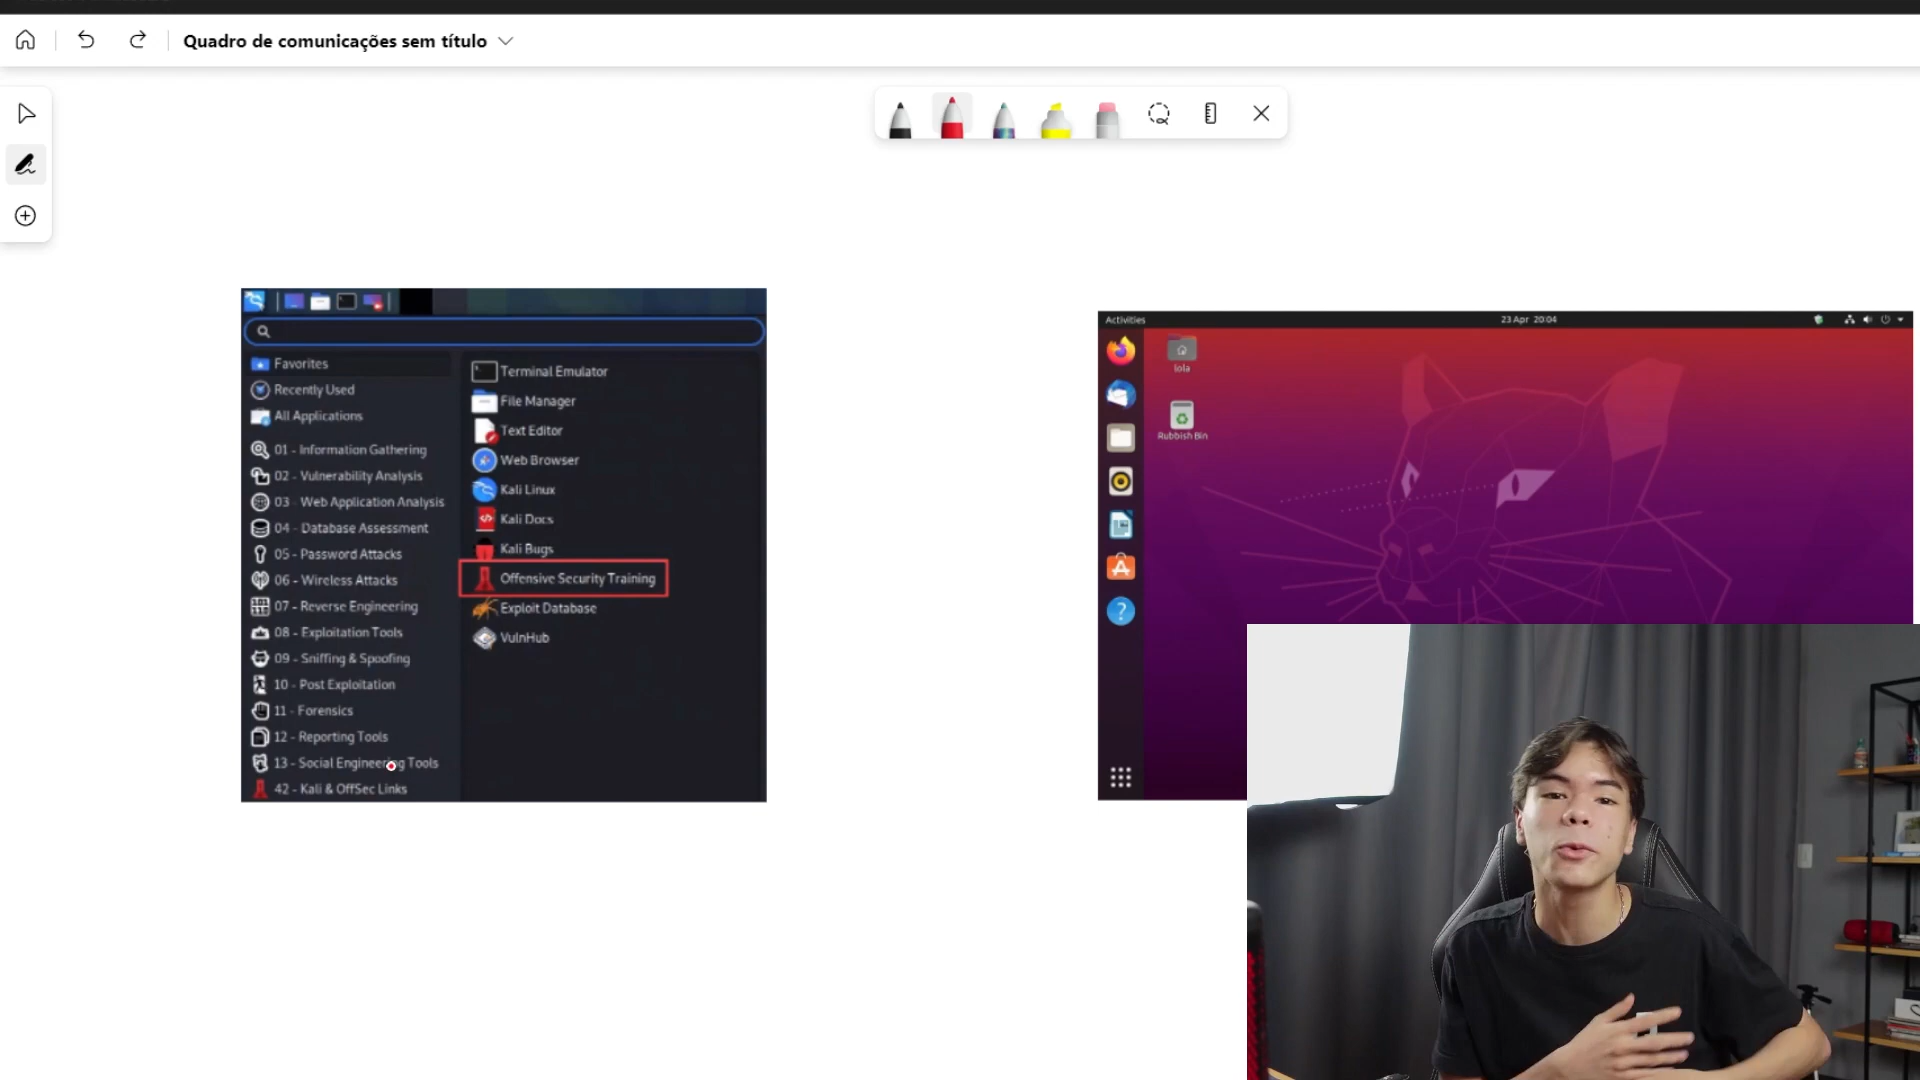 Quadro de comunicações sem título
Favorites
Recently Used
All Applications
01 - Information Gathering
02 - Vulnerability Analysis
03 - Web Application Analysis
04 - Database Assessment
05 - Password Attacks
06 - Wireless Attacks
07 - Reverse Engineering
08 - Exploitation Tools
09 - Sniffing & Spoofing
10 - Post Exploitation
11 - Forensics
12 - Reporting Tools
13 - Social Engineering Tools
42 - Kali & OffSec Links
Terminal Emulator
File Manager
Text Editor
Web Browser
Kali Linux
Kali Docs
Kali Bugs
Offensive Security Training
Exploit Database
VulnHub
Activities
23 Apr 20:04
lola
Rubbish Bin